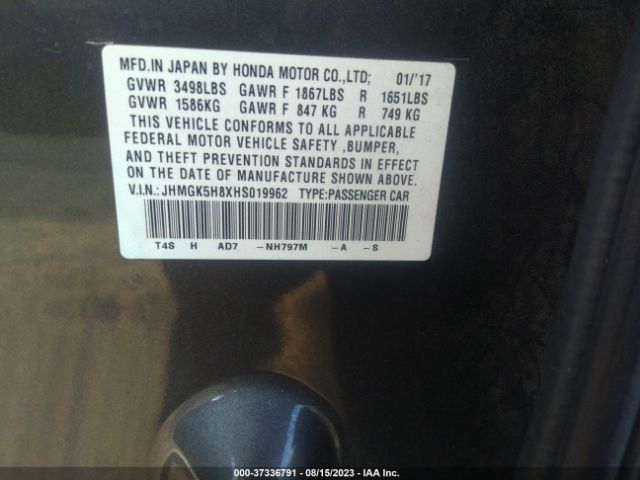 MFD.IN JAPAN BY HONDA MOTOR CO.,LTD; 01/'17
GVWR 3498LBS GAWR F 1867LBS R 1651LBS
GVWR 1586KG GAWR F 847 KG R 749 KG
THIS VEHICLE CONFORMS TO ALL APPLICABLE
FEDERAL MOTOR VEHICLE SAFETY ,BUMPER,
AND THEFT PREVENTION STANDARDS IN EFFECT
ON THE DATE OF MANUFACTURE SHOWN ABOVE.
V.I.N.: JHMGK5H8XHS019962 TYPE:PASSENGER CAR
T4S H AD7 -NH797M -A -S
000-37336791 - 08/15/2023 - IAA Inc.